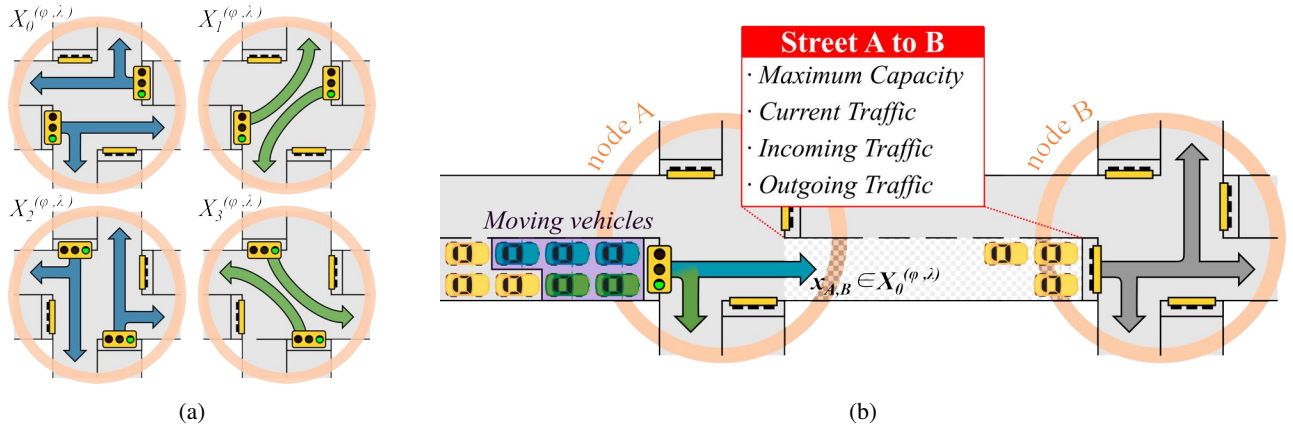 X₀⁽ᵠ,λ⁾
X₁⁽ᵠ,λ⁾
X₂⁽ᵠ,λ⁾
X₃⁽ᵠ,λ⁾
(a)
Street A to B
· Maximum Capacity
· Current Traffic
· Incoming Traffic
· Outgoing Traffic
node A
node B
Moving vehicles
x_A,B ∈ X₀⁽ᵠ,λ⁾
(b)